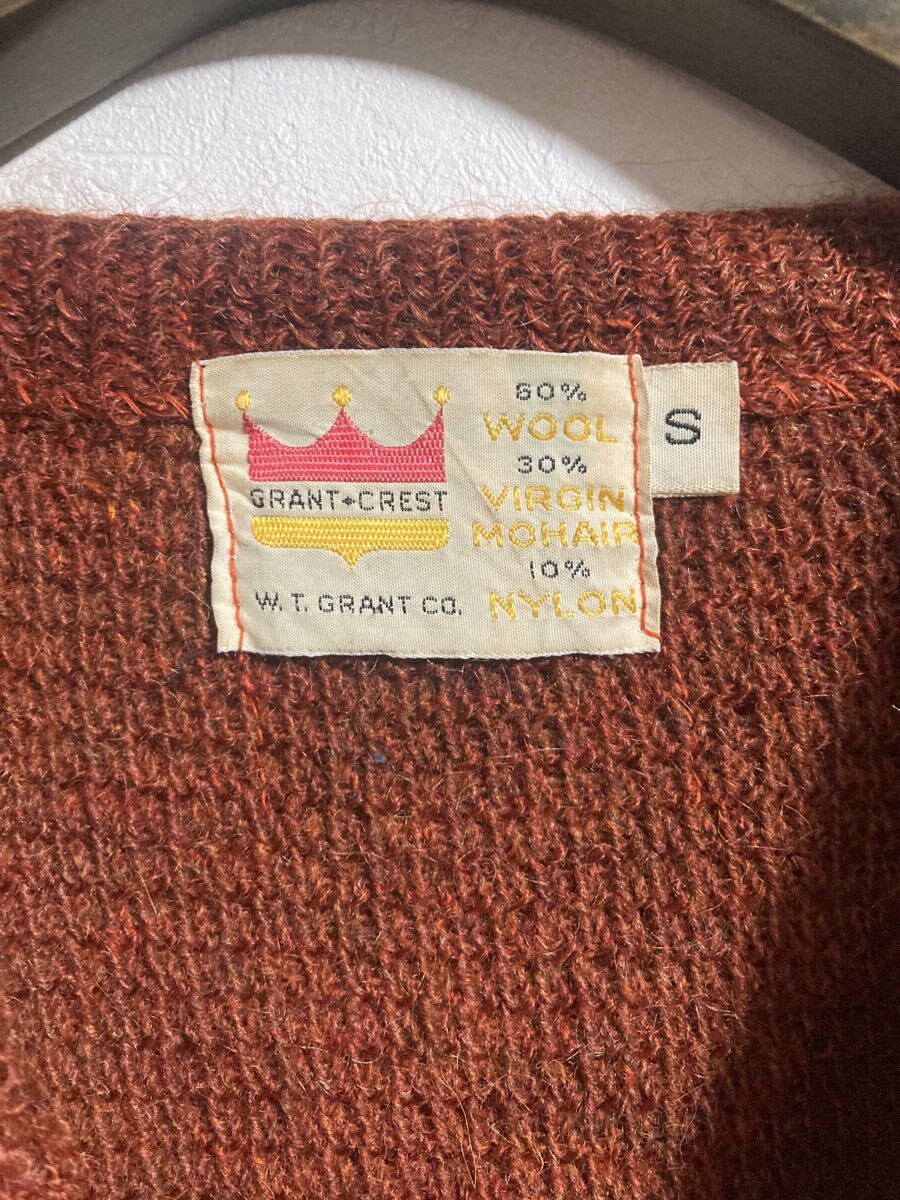 GRANT✦CREST
W. T. GRANT CO.
60%
WOOL
30%
VIRGIN
MOHAIR
10%
NYLON
S